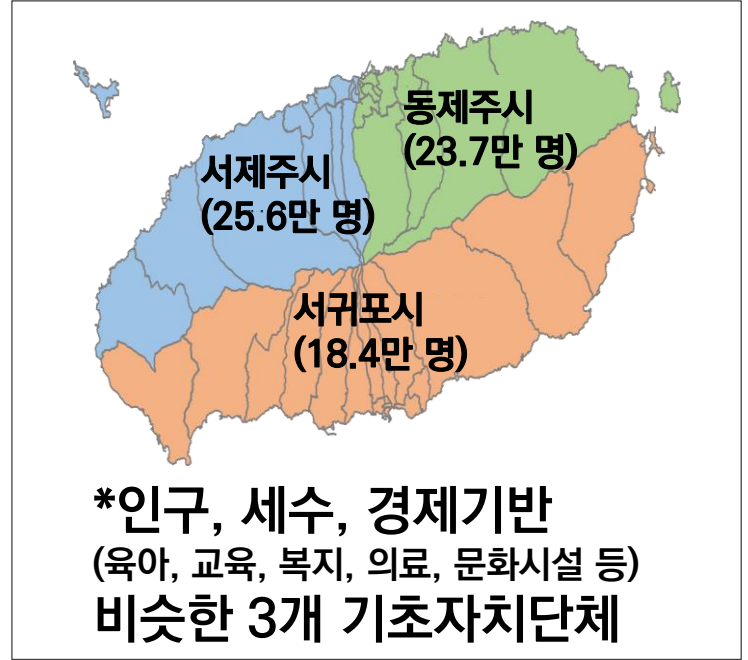 동제주시
(23.7만 명)
서제주시
(25.6만 명)
서귀포시
(18.4만 명)
*인구, 세수, 경제기반
(육아, 교육, 복지, 의료, 문화시설 등)
비슷한 3개 기초자치단체